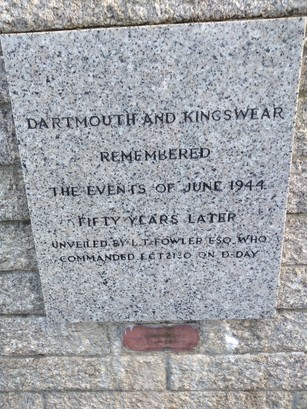 DARTMOUTH AND KINGSWEAR
REMEMBERED
THE EVENTS OF JUNE 1944
FIFTY YEARS LATER
UNVEILED BY L.T. FOWLER ESQ. WHO
COMMANDED L.C.T 2130 ON D-DAY